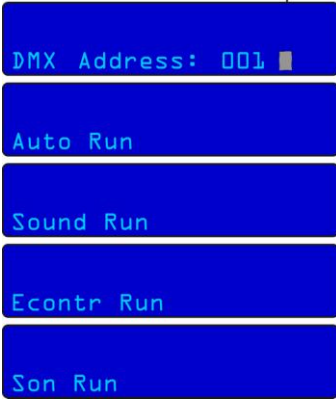 DMX Address: 001
Auto Run
Sound Run
Econtr Run
Son Run